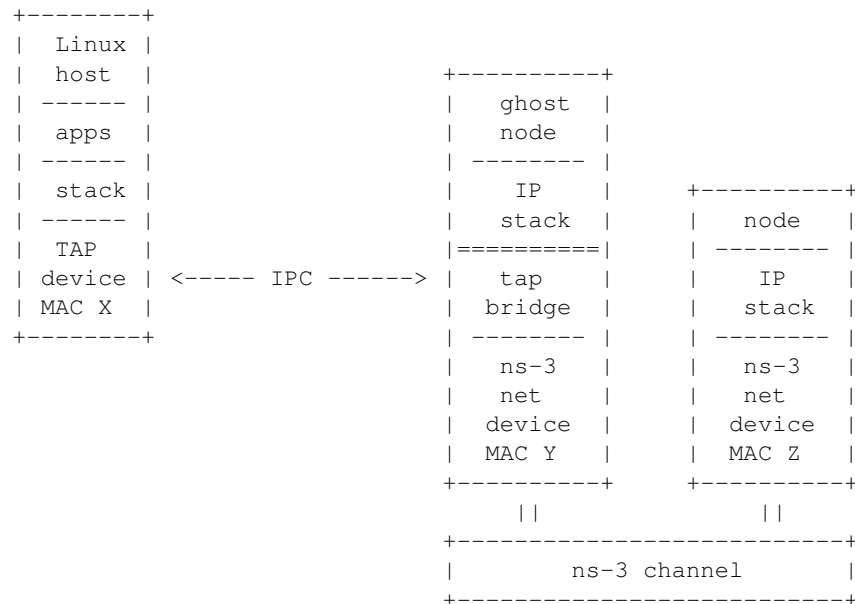 +--------+
|  Linux |
|  host  |                    +----------+
| ------ |                    |   ghost  |
|  apps  |                    |   node   |
| ------ |                    | -------- |
|  stack |                    |    IP    |     +----------+
| ------ |                    |   stack  |     |   node   |
|  TAP   |                    |==========|     | -------- |
| device | <----- IPC ------> |   tap    |     |    IP    |
| MAC X  |                    |  bridge  |     |   stack  |
+--------+                    | -------- |     | -------- |
                              |   ns-3   |     |   ns-3   |
                              |   net    |     |   net    |
                              |  device  |     |  device  |
                              |  MAC Y   |     |  MAC Z   |
                              +----------+     +----------+
                                   ||               ||
                              +---------------------------+
                              |        ns-3 channel       |
                              +---------------------------+